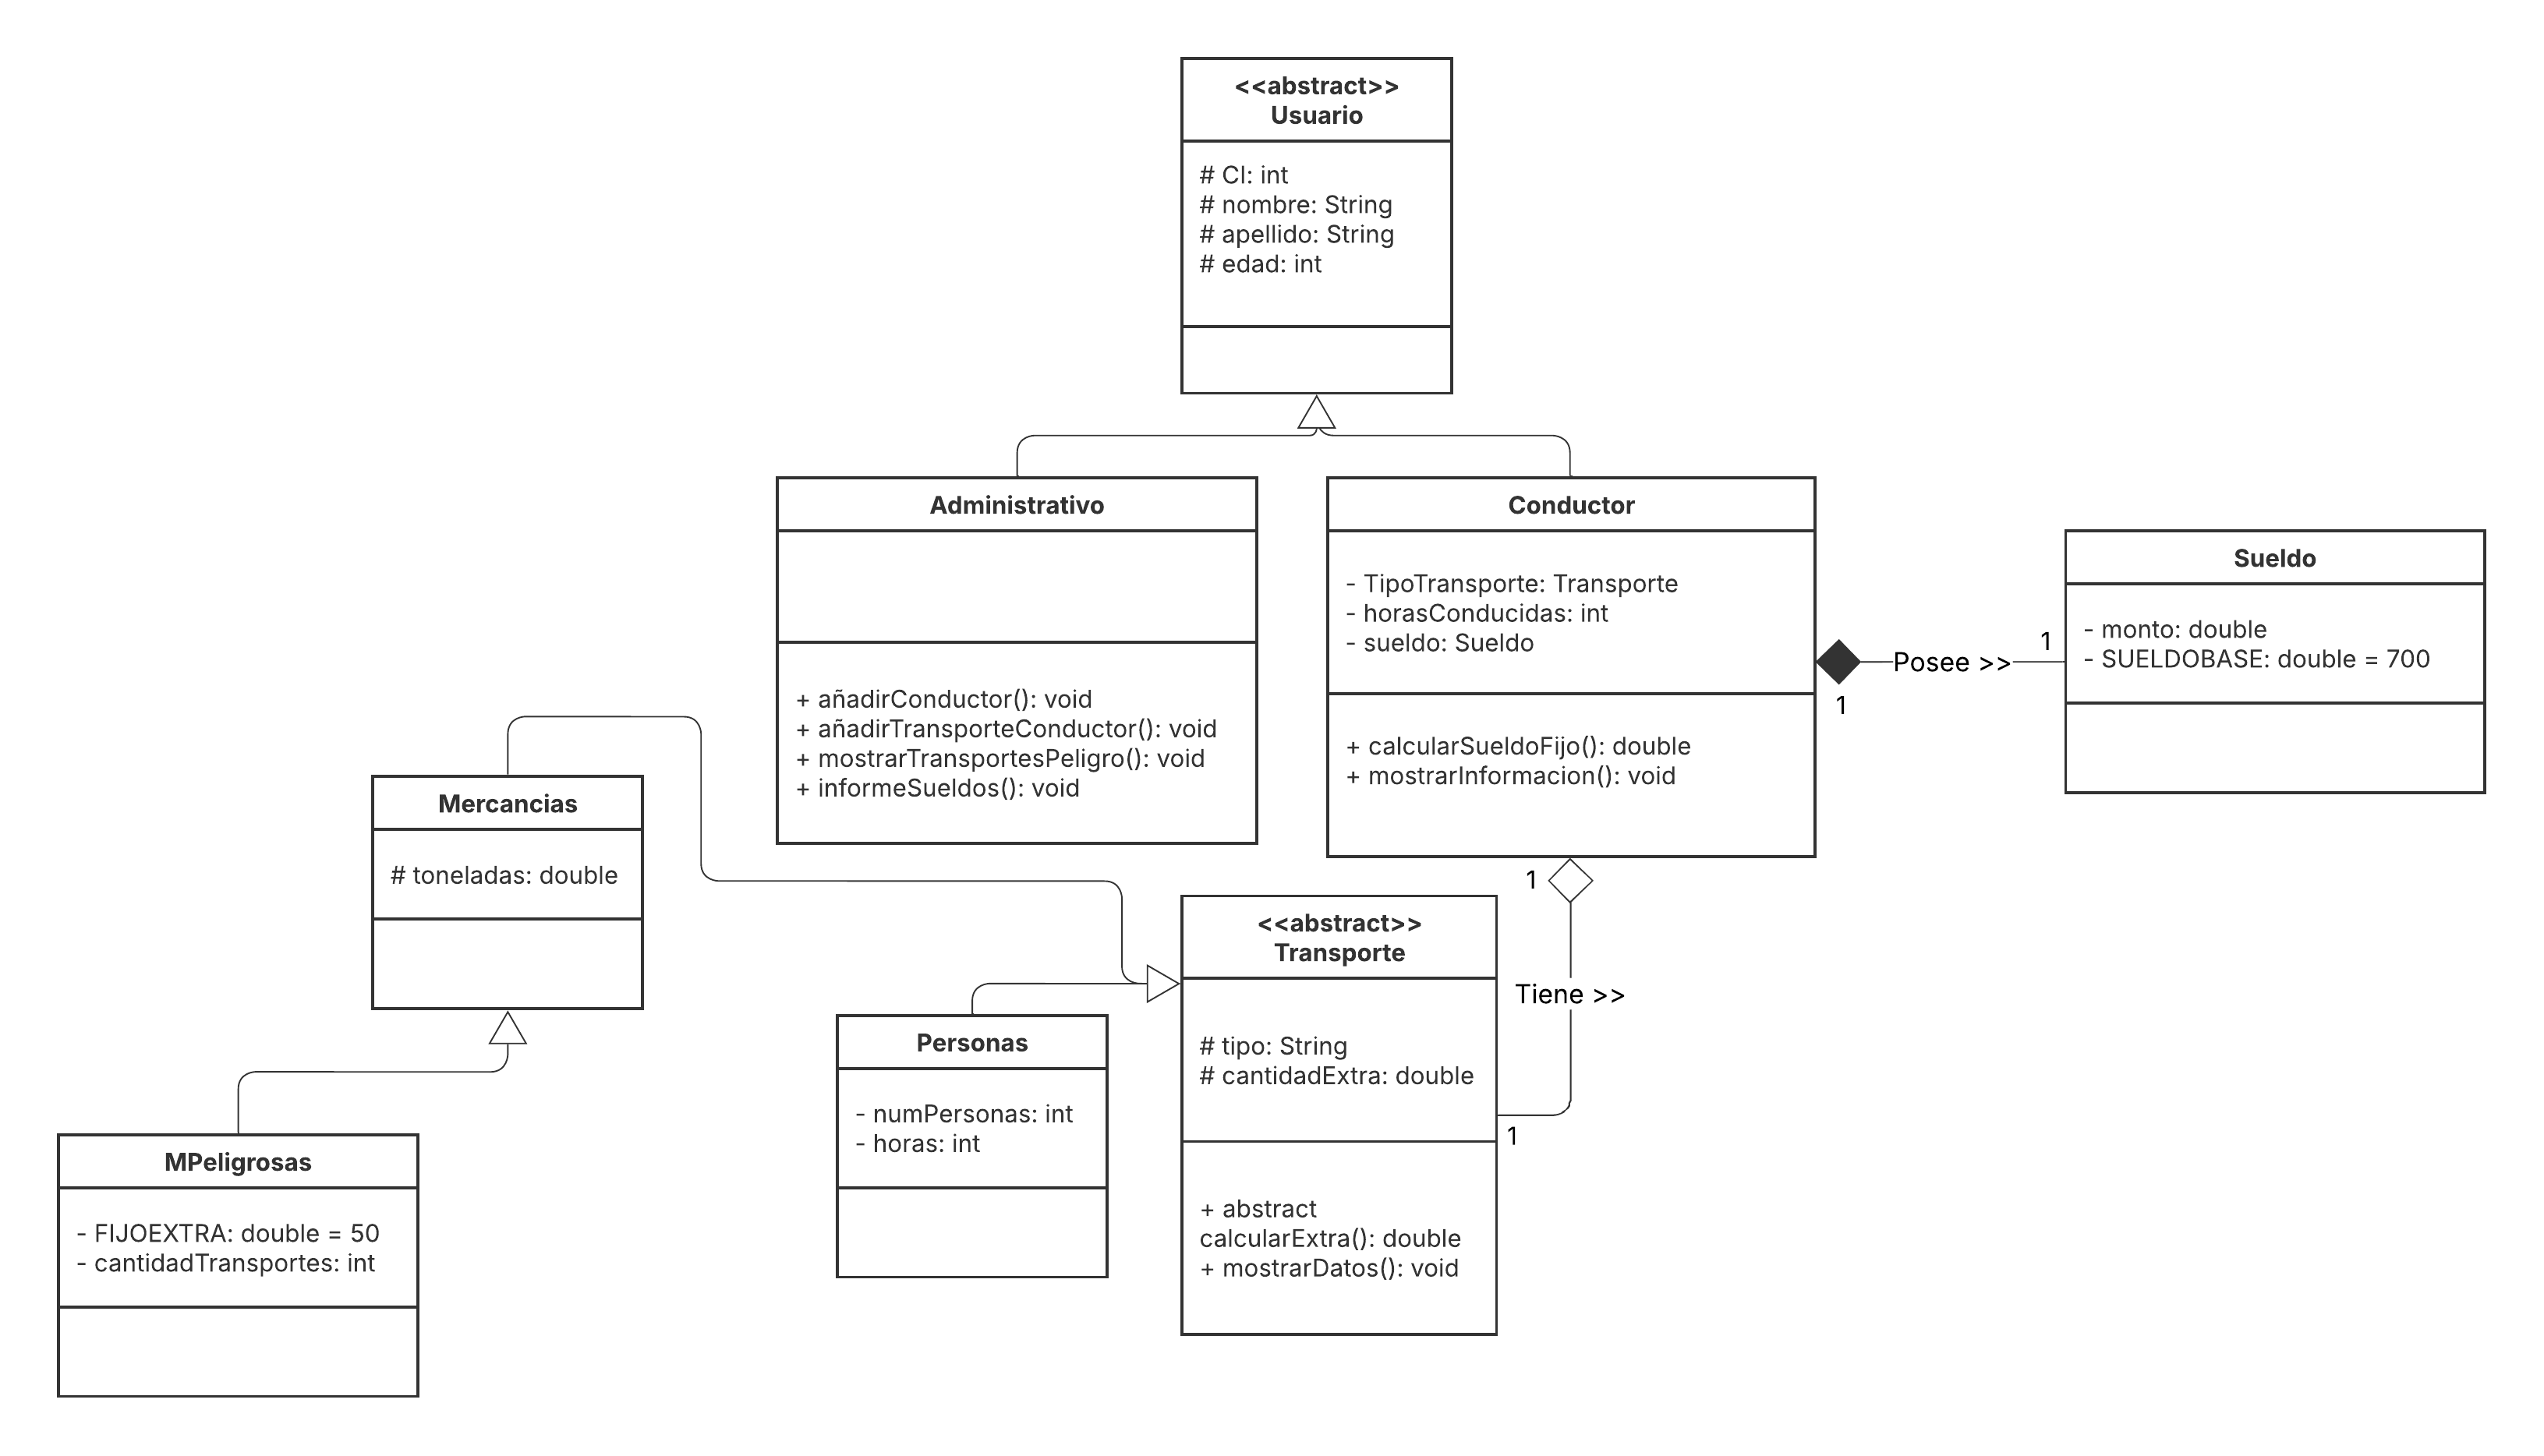 <<abstract>>
Usuario
# CI: int
# nombre: String
# apellido: String
# edad: int
Administrativo
+ añadirConductor(): void
+ añadirTransporteConductor(): void
+ mostrarTransportesPeligro(): void
+ informeSueldos(): void
Conductor
- TipoTransporte: Transporte
- horasConducidas: int
- sueldo: Sueldo
+ calcularSueldoFijo(): double
+ mostrarInformacion(): void
1
Posee >>
1
Sueldo
- monto: double
- SUELDOBASE: double = 700
Mercancias
# toneladas: double
1
Tiene >>
1
<<abstract>>
Transporte
# tipo: String
# cantidadExtra: double
+ abstract
calcularExtra(): double
+ mostrarDatos(): void
Personas
- numPersonas: int
- horas: int
MPeligrosas
- FIJOEXTRA: double = 50
- cantidadTransportes: int